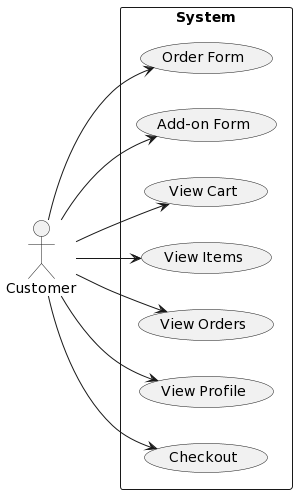 System
Order Form
Add-on Form
View Cart
View Items
Customer
View Orders
View Profile
Checkout